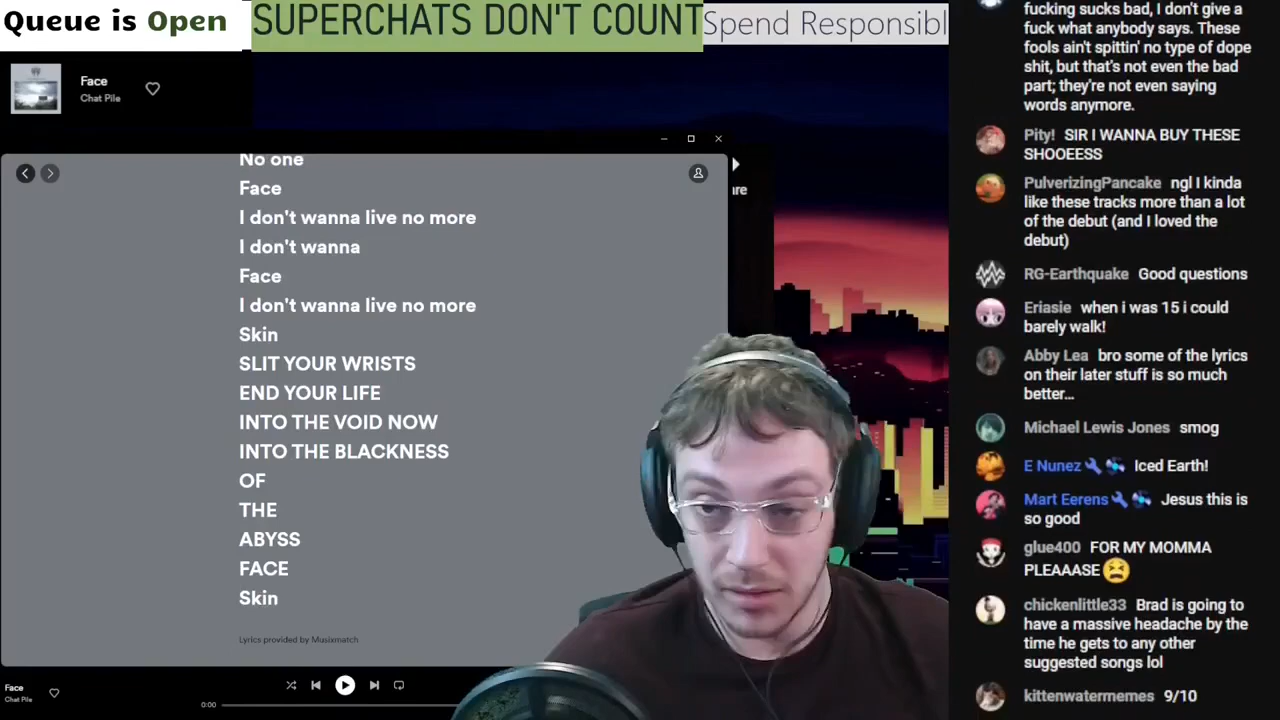 Queue is Open
SUPERCHATS DON'T COUNT
Spend Responsibl
Face
Chat Pile
No one
Face
I don't wanna live no more
I don't wanna
Face
I don't wanna live no more
Skin
SLIT YOUR WRISTS
END YOUR LIFE
INTO THE VOID NOW
INTO THE BLACKNESS
OF
THE
ABYSS
FACE
Skin
Lyrics provided by Musixmatch
are
Face
Chat Pile
0:00
fucking sucks bad, I don't give a
fuck what anybody says. These
fools ain't spittin' no type of dope
shit, but that's not even the bad
part; they're not even saying
words anymore.
Pity! SIR I WANNA BUY THESE
SHOOEESS
PulverizingPancake ngl I kinda
like these tracks more than a lot
of the debut (and I loved the
debut)
RG-Earthquake Good questions
Eriasie when i was 15 i could
barely walk!
Abby Lea bro some of the lyrics
on their later stuff is so much
better...
Michael Lewis Jones smog
E Nunez Iced Earth!
Mart Eerens Jesus this is
so good
glue400 FOR MY MOMMA
PLEAAASE
chickenlittle33 Brad is going to
have a massive headache by the
time he gets to any other
suggested songs lol
kittenwatermemes 9/10